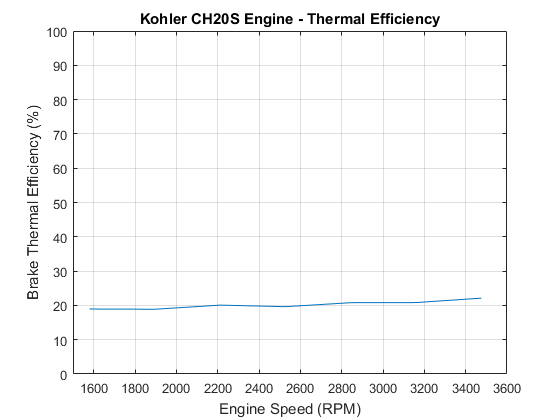 Kohler CH20S Engine - Thermal Efficiency
100
90
80
70
60
50
40
30
20
10
0
Brake Thermal Efficiency (%)
1600 1800 2000 2200 2400 2600 2800 3000 3200 3400 3600
Engine Speed (RPM)